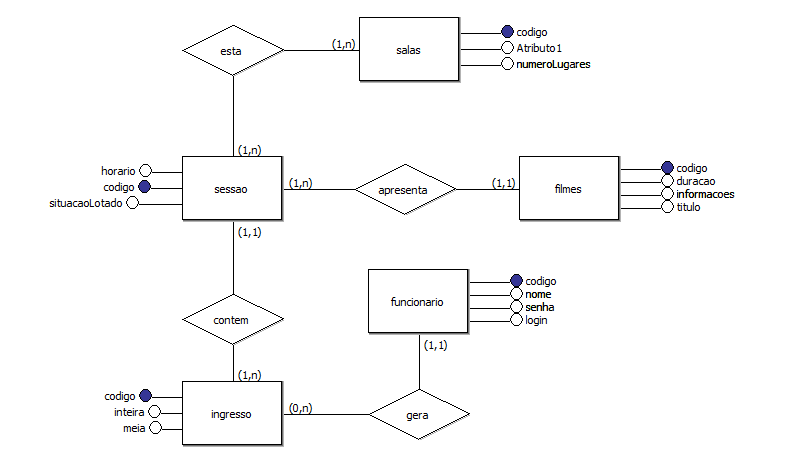 codigo
(1,n)
Atributo1
esta
salas
numeroLugares
(1,n)
horario
codigo
codigo
(1,n)
(1,1)
duracao
sessao
apresenta
filmes
informacoes
situacaoLotado
titulo
(1,1)
codigo
nome
funcionario
senha
contem
login
(1,1)
(1,n)
codigo
inteira
ingresso
(0,n)
gera
meia